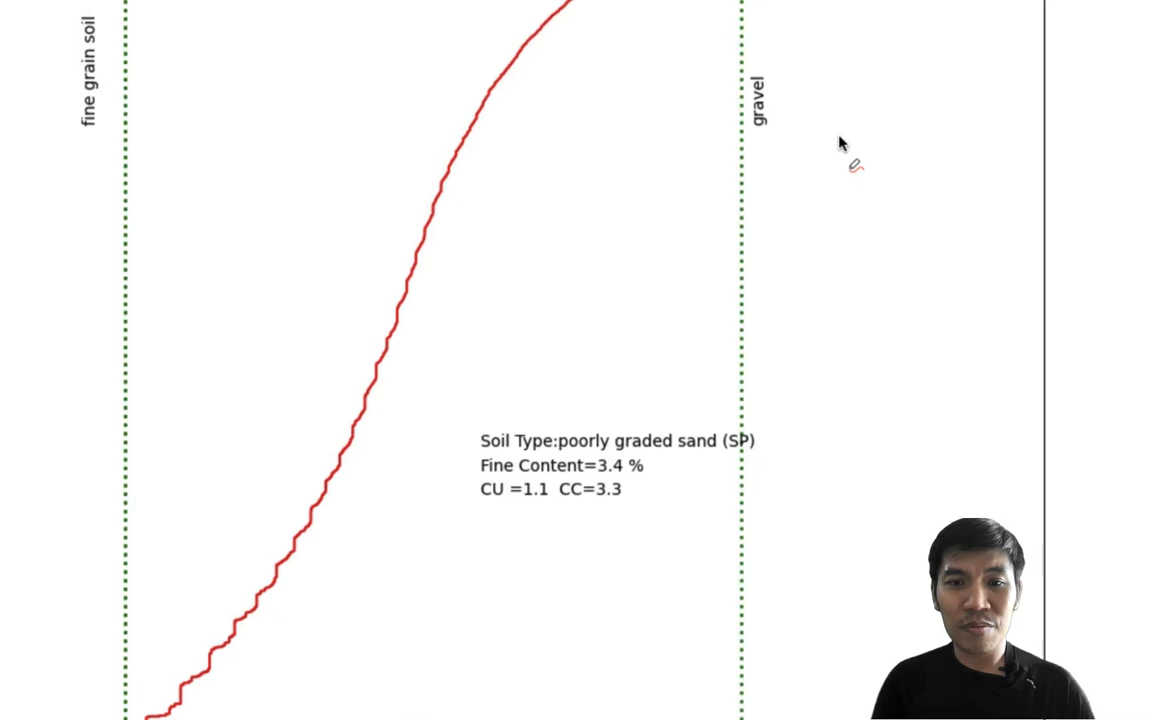 fine grain soil
gravel
Soil Type:poorly graded sand (SP)
Fine Content=3.4 %
CU =1.1  CC=3.3